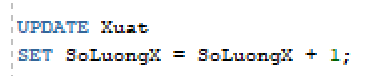 UPDATE Xuat
SET SoLuongX = SoLuongX + 1;